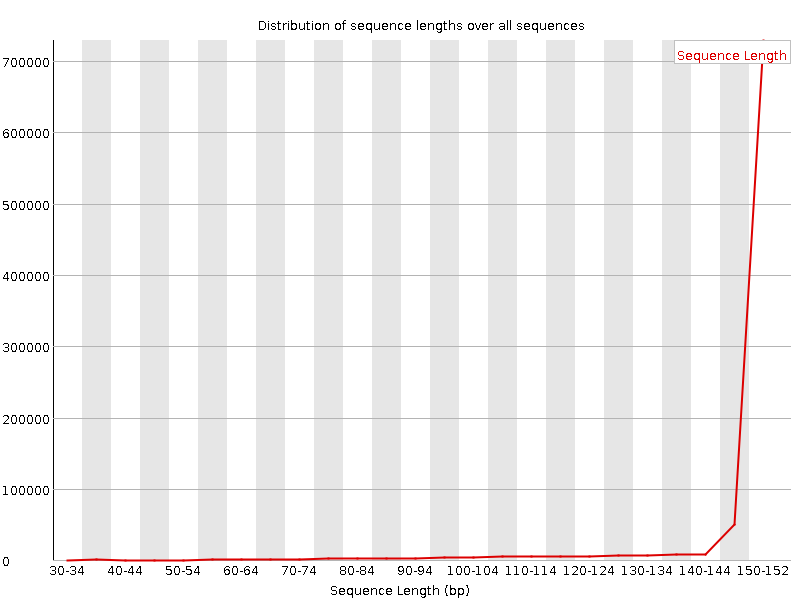 Distribution of sequence lengths over all sequences
Sequence Length
700000
600000
500000
400000
300000
200000
100000
0
30-34 40-44 50-54 60-64 70-74 80-84 90-94 100-104 110-114 120-124 130-134 140-144 150-152
Sequence Length (bp)